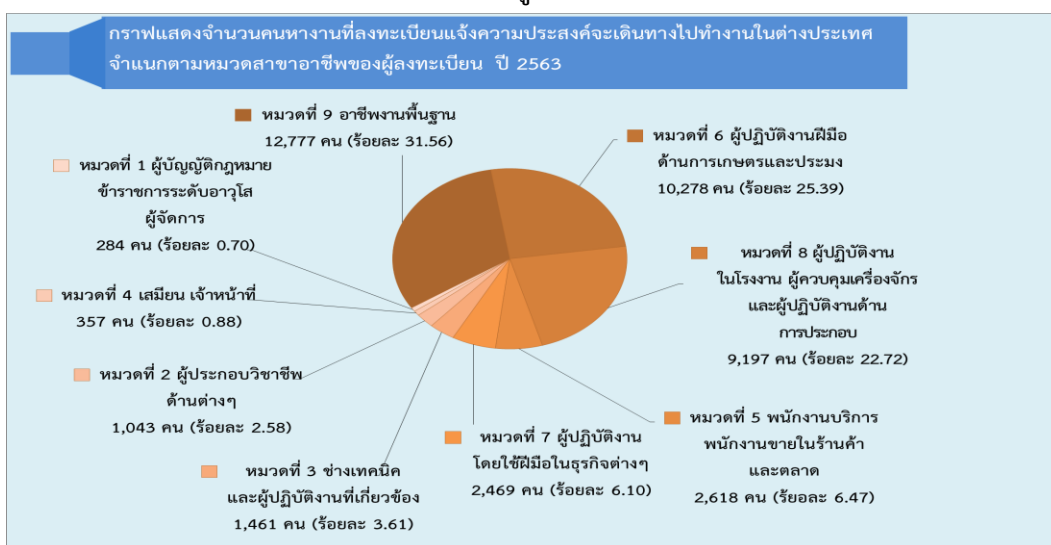 กราฟแสดงจำนวนคนหางานที่ลงทะเบียนแจ้งความประสงค์จะเดินทางไปทำงานในต่างประเทศ
จำแนกตามหมวดสาขาอาชีพของผู้ลงทะเบียน ปี 2563
หมวดที่ 9 อาชีพงานพื้นฐาน
12,777 คน (ร้อยละ 31.56)
หมวดที่ 6 ผู้ปฏิบัติงานฝีมือ
ด้านการเกษตรและประมง
10,278 คน (ร้อยละ 25.39)
หมวดที่ 1 ผู้บัญญัติกฎหมาย
ข้าราชการระดับอาวุโส
ผู้จัดการ
284 คน (ร้อยละ 0.70)
หมวดที่ 8 ผู้ปฏิบัติงาน
ในโรงงาน ผู้ควบคุมเครื่องจักร
และผู้ปฏิบัติงานด้าน
การประกอบ
9,197 คน (ร้อยละ 22.72)
หมวดที่ 4 เสมียน เจ้าหน้าที่
357 คน (ร้อยละ 0.88)
หมวดที่ 2 ผู้ประกอบวิชาชีพ
ด้านต่างๆ
1,043 คน (ร้อยละ 2.58)
หมวดที่ 5 พนักงานบริการ
พนักงานขายในร้านค้า
และตลาด
2,618 คน (รัยอละ 6.47)
หมวดที่ 7 ผู้ปฏิบัติงาน
โดยใช้ฝีมือในธุรกิจต่างๆ
2,469 คน (ร้อยละ 6.10)
หมวดที่ 3 ช่างเทคนิค
และผู้ปฏิบัติงานที่เกี่ยวข้อง
1,461 คน (ร้อยละ 3.61)